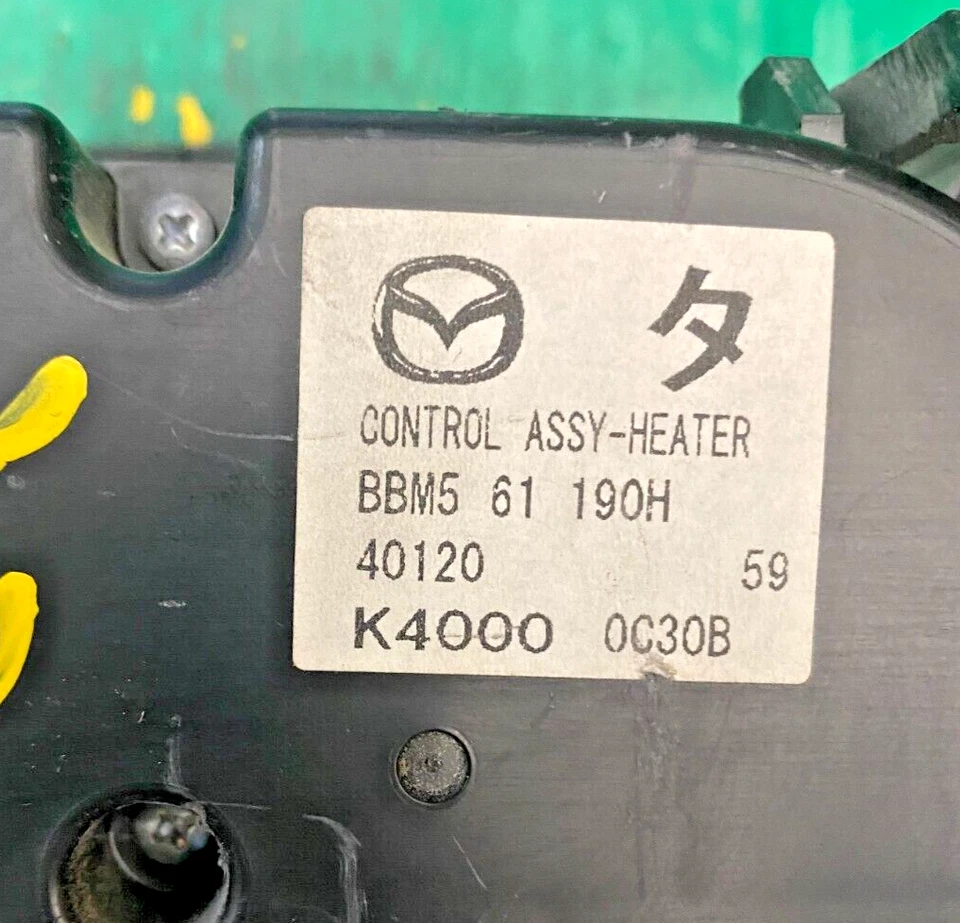 タ
CONTROL ASSY-HEATER
BBM5 61 190H
40120 59
K4000 0C30B